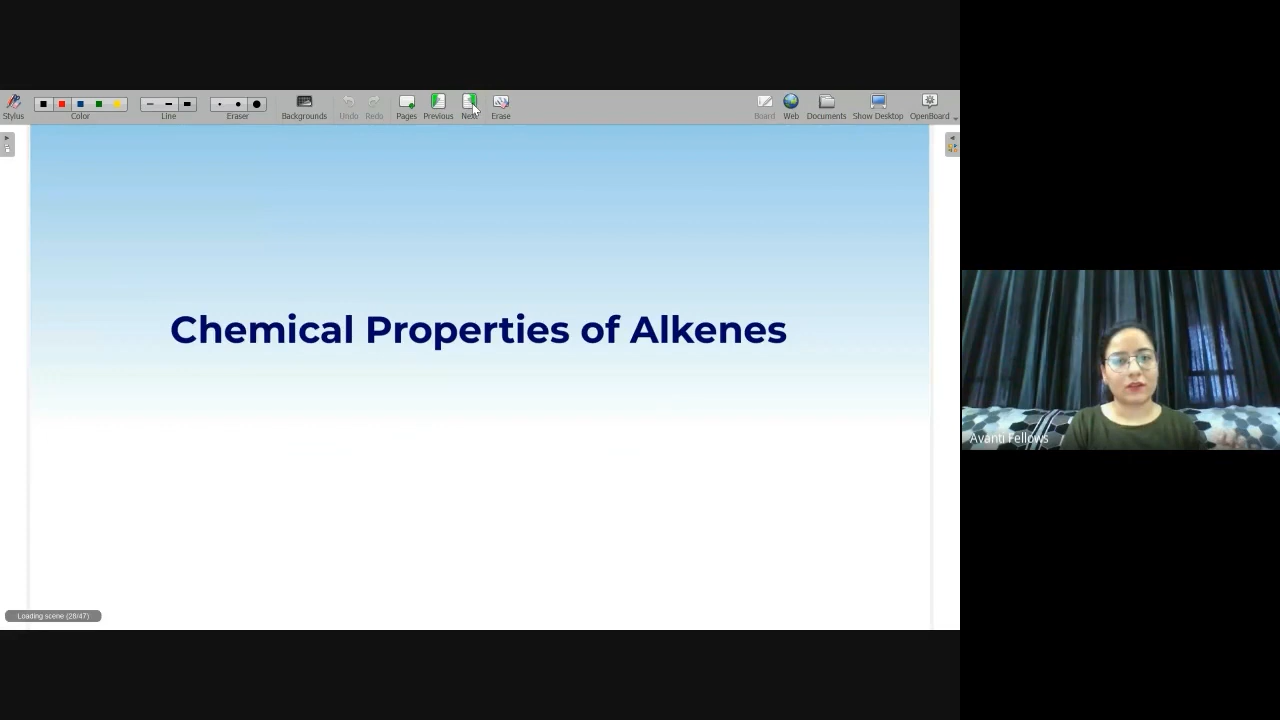 Stylus Color Line Eraser Backgrounds Undo Redo Pages Previous Next Erase Board Web Documents Show Desktop OpenBoard
Chemical Properties of Alkenes
Avanti Fellows
Loading scene (28/47)